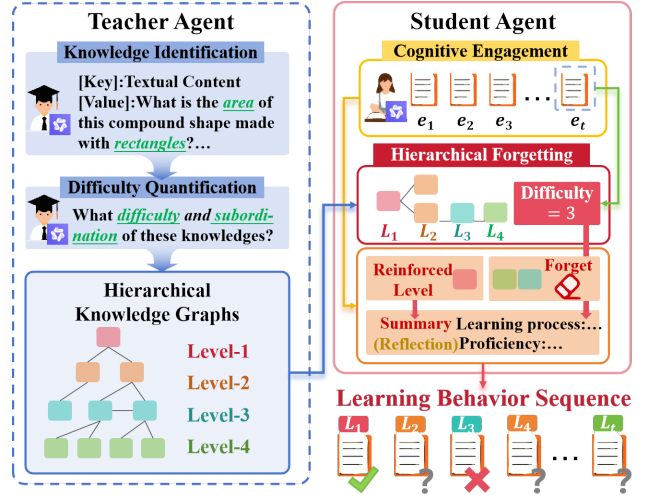 Teacher Agent
Knowledge Identification
[Key]:Textual Content
[Value]:What is the area of
this compound shape made
with rectangles?...
Difficulty Quantification
What difficulty and subordi-
nation of these knowledges?
Hierarchical
Knowledge Graphs
Level-1
Level-2
Level-3
Level-4
Student Agent
Cognitive Engagement
e1 e2 e3 ... et
Hierarchical Forgetting
L1 L2 L3 L4
Difficulty
= 3
Reinforced
Level
Forget
Summary Learning process:...
(Reflection) Proficiency:...
Learning Behavior Sequence
L1 L2 L3 L4 Lt
? ? ? ... ?